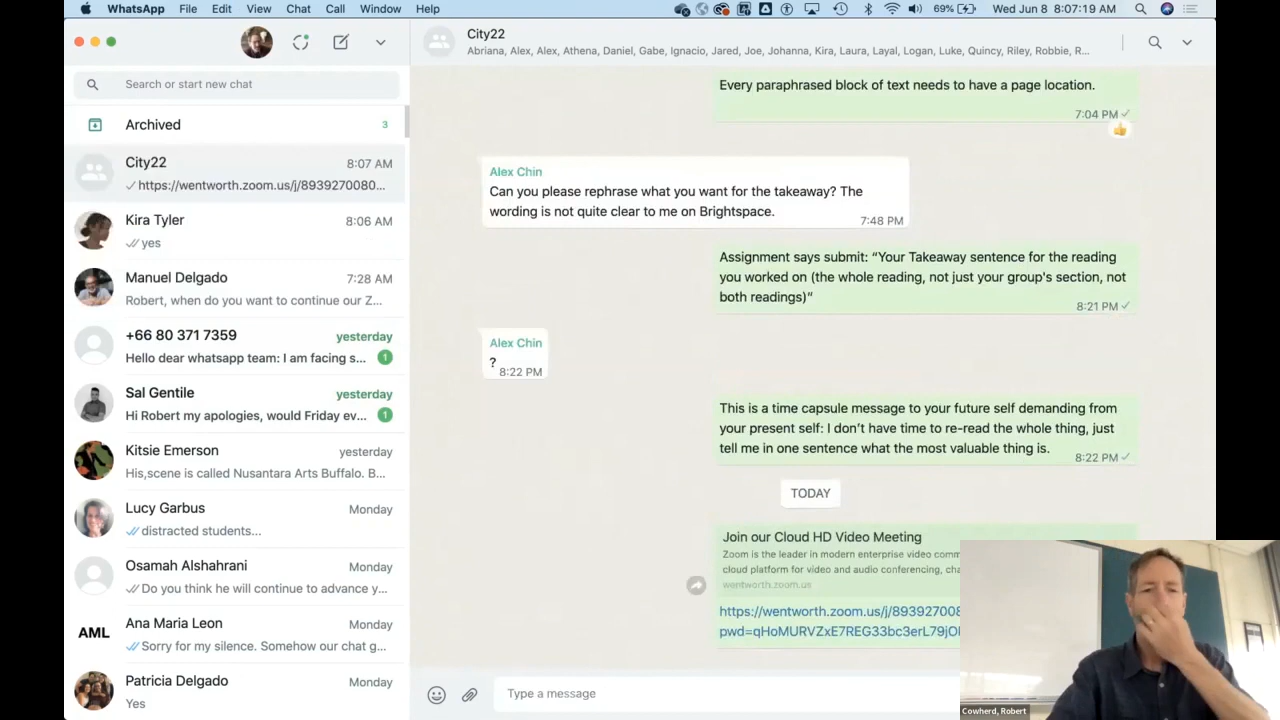 WhatsApp File Edit View Chat Call Window Help
69% Wed Jun 8 8:07:19 AM
Search or start new chat
Archived 3
City22 8:07 AM
https://wentworth.zoom.us/j/8939270080...
Kira Tyler 8:06 AM
yes
Manuel Delgado 7:28 AM
Robert, when do you want to continue our Z...
+66 80 371 7359 yesterday
Hello dear whatsapp team: I am facing s... 1
Sal Gentile yesterday
Hi Robert my apologies, would Friday ev... 1
Kitsie Emerson yesterday
His,scene is called Nusantara Arts Buffalo. B...
Lucy Garbus Monday
distracted students...
Osamah Alshahrani Monday
Do you think he will continue to advance y...
AML
Ana Maria Leon Monday
Sorry for my silence. Somehow our chat g...
Patricia Delgado Monday
Yes
City22
Abriana, Alex, Alex, Athena, Daniel, Gabe, Ignacio, Jared, Joe, Johanna, Kira, Laura, Layal, Logan, Luke, Quincy, Riley, Robbie, R...
Every paraphrased block of text needs to have a page location.
7:04 PM
Alex Chin
Can you please rephrase what you want for the takeaway? The
wording is not quite clear to me on Brightspace.
7:48 PM
Assignment says submit: “Your Takeaway sentence for the reading
you worked on (the whole reading, not just your group's section, not
both readings)“
8:21 PM
Alex Chin
?
8:22 PM
This is a time capsule message to your future self demanding from
your present self: I don’t have time to re-read the whole thing, just
tell me in one sentence what the most valuable thing is.
8:22 PM
TODAY
Join our Cloud HD Video Meeting
Zoom is the leader in modern enterprise video comm
cloud platform for video and audio conferencing, cha
wentworth.zoom.us
https://wentworth.zoom.us/j/893927008
pwd=qHoMURVZxE7REG33bc3erL79jO
Type a message
Cowherd, Robert